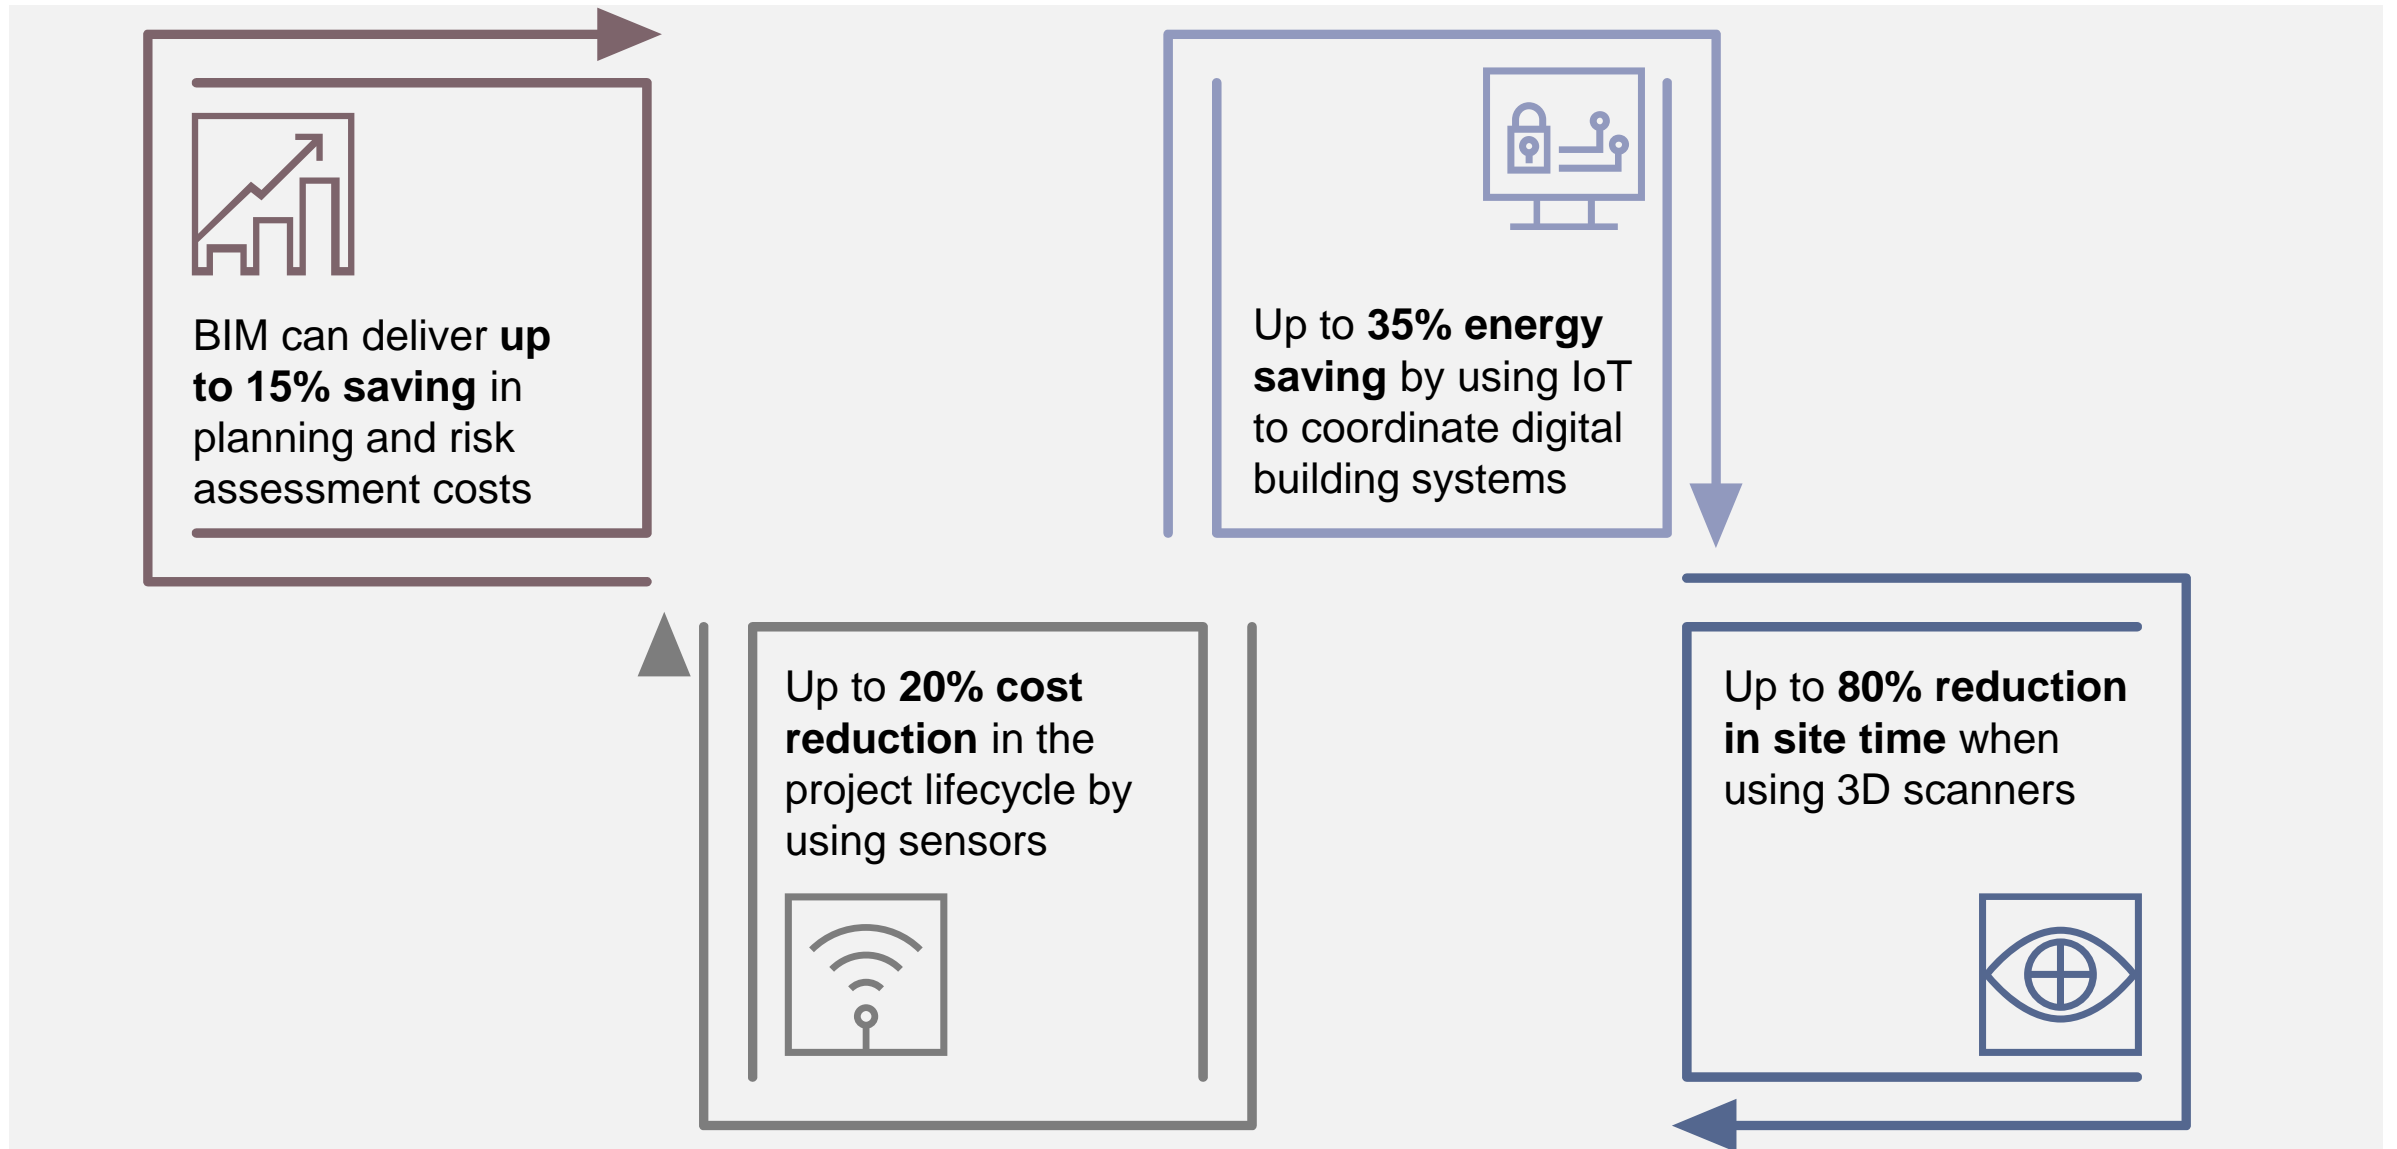 BIM can deliver up
to 15% saving in
planning and risk
assessment costs
Up to 35% energy
saving by using IoT
to coordinate digital
building systems
Up to 20% cost
reduction in the
project lifecycle by
using sensors
Up to 80% reduction
in site time when
using 3D scanners